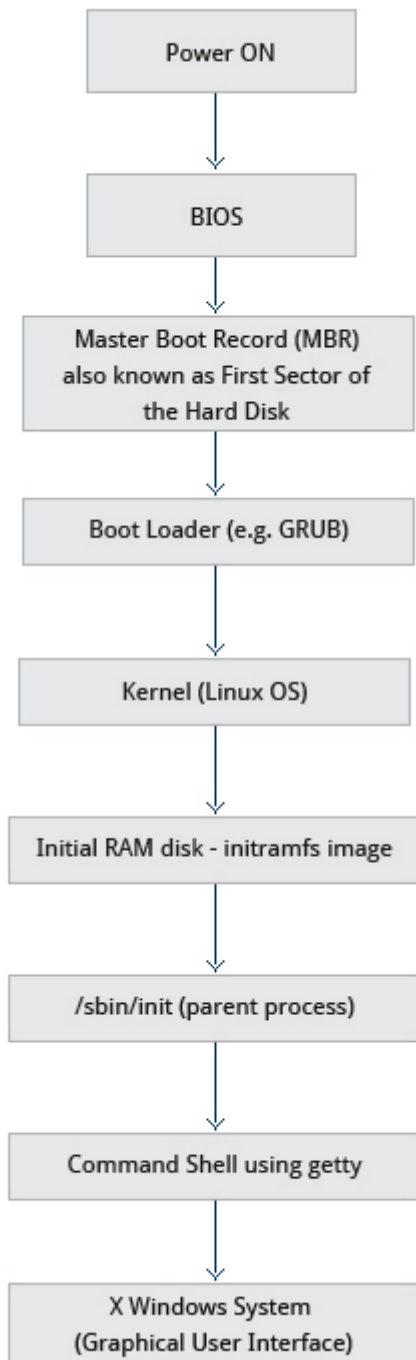 Power ON
BIOS
Master Boot Record (MBR)
also known as First Sector of
the Hard Disk
Boot Loader (e.g. GRUB)
Kernel (Linux OS)
Initial RAM disk - initramfs image
/sbin/init (parent process)
Command Shell using getty
X Windows System
(Graphical User Interface)